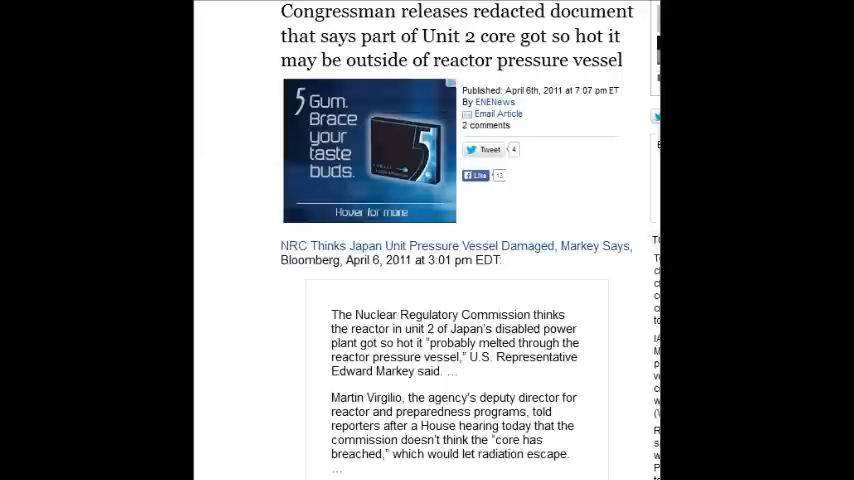 Congressman releases redacted document
that says part of Unit 2 core got so hot it
may be outside of reactor pressure vessel
5 Gum.
Brace
your
taste
buds.
Hover for more
Published: April 6th, 2011 at 7:07 pm ET
By ENENews
Email Article
2 comments
Tweet 4
Like 13
NRC Thinks Japan Unit Pressure Vessel Damaged, Markey Says,
Bloomberg, April 6, 2011 at 3:01 pm EDT:
The Nuclear Regulatory Commission thinks
the reactor in unit 2 of Japan's disabled power
plant got so hot it “probably melted through the
reactor pressure vessel,” U.S. Representative
Edward Markey said. …
Martin Virgilio, the agency's deputy director for
reactor and preparedness programs, told
reporters after a House hearing today that the
commission doesn't think the “core has
breached,” which would let radiation escape.
…